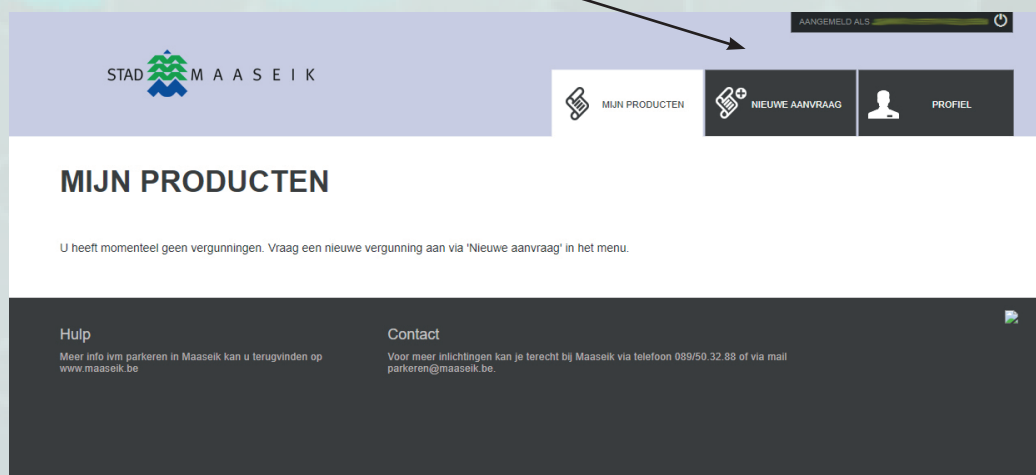 AANGEMELD ALS
STAD MAASEIK
MIJN PRODUCTEN
NIEUWE AANVRAAG
PROFIEL
MIJN PRODUCTEN
U heeft momenteel geen vergunningen. Vraag een nieuwe vergunning aan via 'Nieuwe aanvraag' in het menu.
Hulp
Meer info ivm parkeren in Maaseik kan u terugvinden op
www.maaseik.be
Contact
Voor meer inlichtingen kan je terecht bij Maaseik via telefoon 089/50.32.88 of via mail
parkeren@maaseik.be.